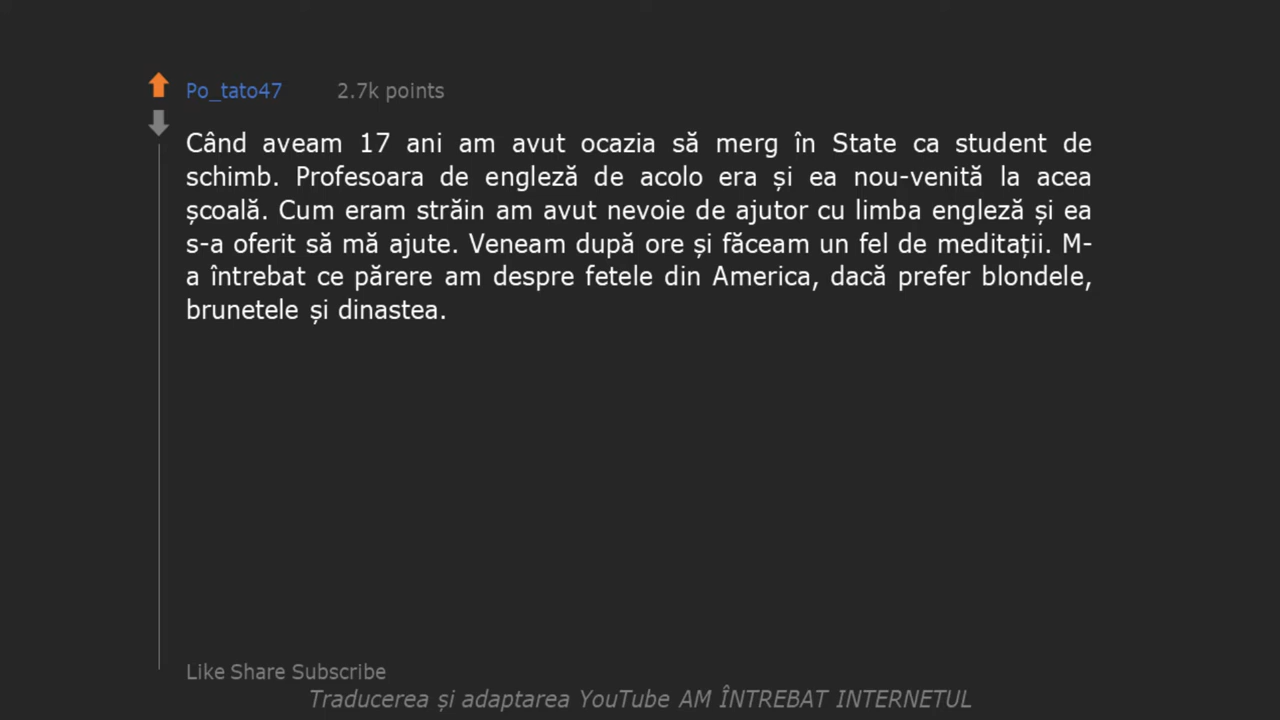 Po_tato47 2.7k points
Când aveam 17 ani am avut ocazia să merg în State ca student de
schimb. Profesoara de engleză de acolo era și ea nou-venită la acea
școală. Cum eram străin am avut nevoie de ajutor cu limba engleză și ea
s-a oferit să mă ajute. Veneam după ore și făceam un fel de meditații. M-
a întrebat ce părere am despre fetele din America, dacă prefer blondele,
brunetele și dinastea.
Like Share Subscribe
Traducerea și adaptarea YouTube AM ÎNTREBAT INTERNETUL